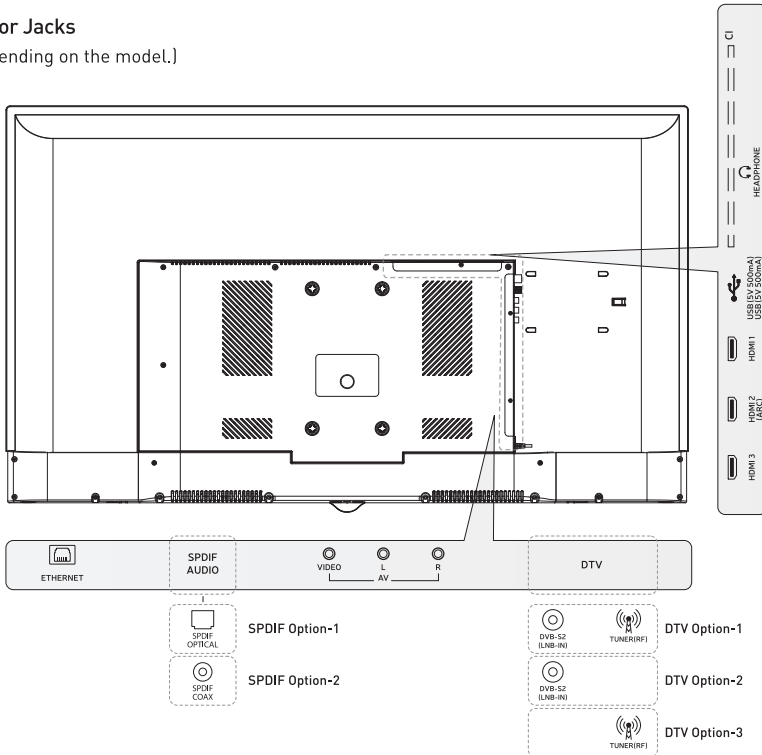 or Jacks
ending on the model.)
CI
HEADPHONE
USB(5V 500mA)
USB(5V 500mA)
HDMI 1
HDMI 2
(ARC)
HDMI 3
ETHERNET
SPDIF
AUDIO
VIDEO
L
R
AV
DTV
SPDIF
OPTICAL
SPDIF Option-1
DVB-S2
(LNB-IN)
TUNER(RF)
DTV Option-1
SPDIF
COAX
SPDIF Option-2
DVB-S2
(LNB-IN)
DTV Option-2
TUNER(RF)
DTV Option-3